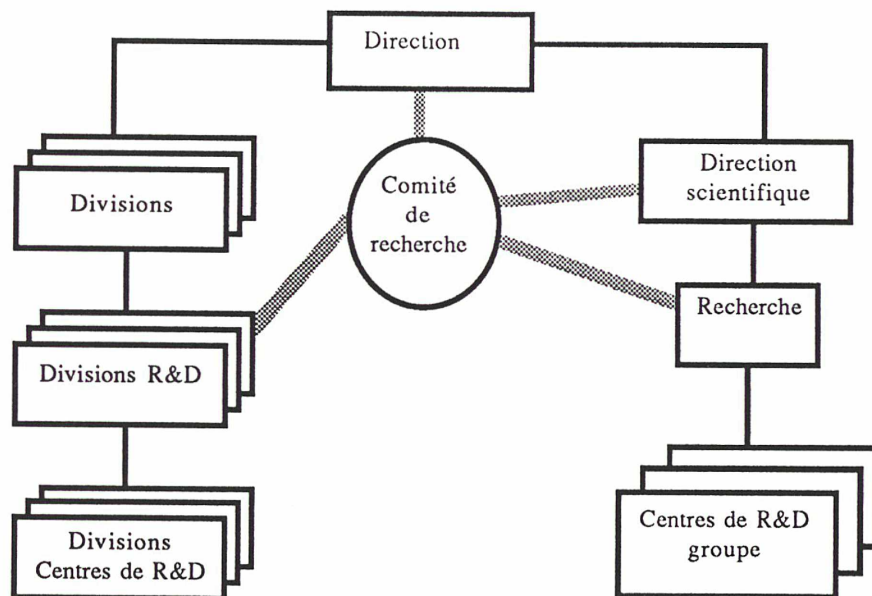 Direction
Divisions
Comité
de
recherche
Direction
scientifique
Recherche
Divisions R&D
Divisions
Centres de R&D
Centres de R&D
groupe